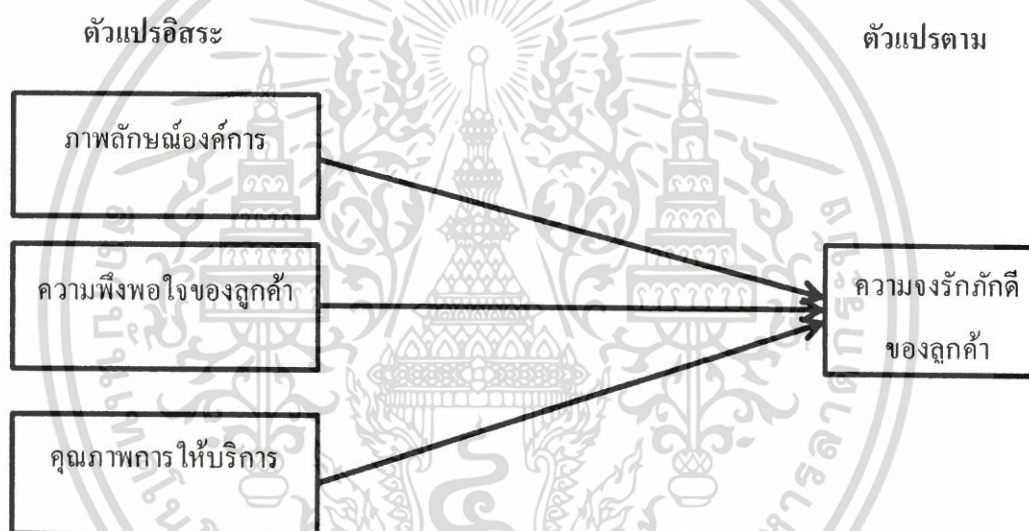 ตัวแปรอิสระ
ตัวแปรตาม
ภาพลักษณ์องค์การ
ความพึงพอใจของลูกค้า
คุณภาพการให้บริการ
ความจงรักภักดี
ของลูกค้า